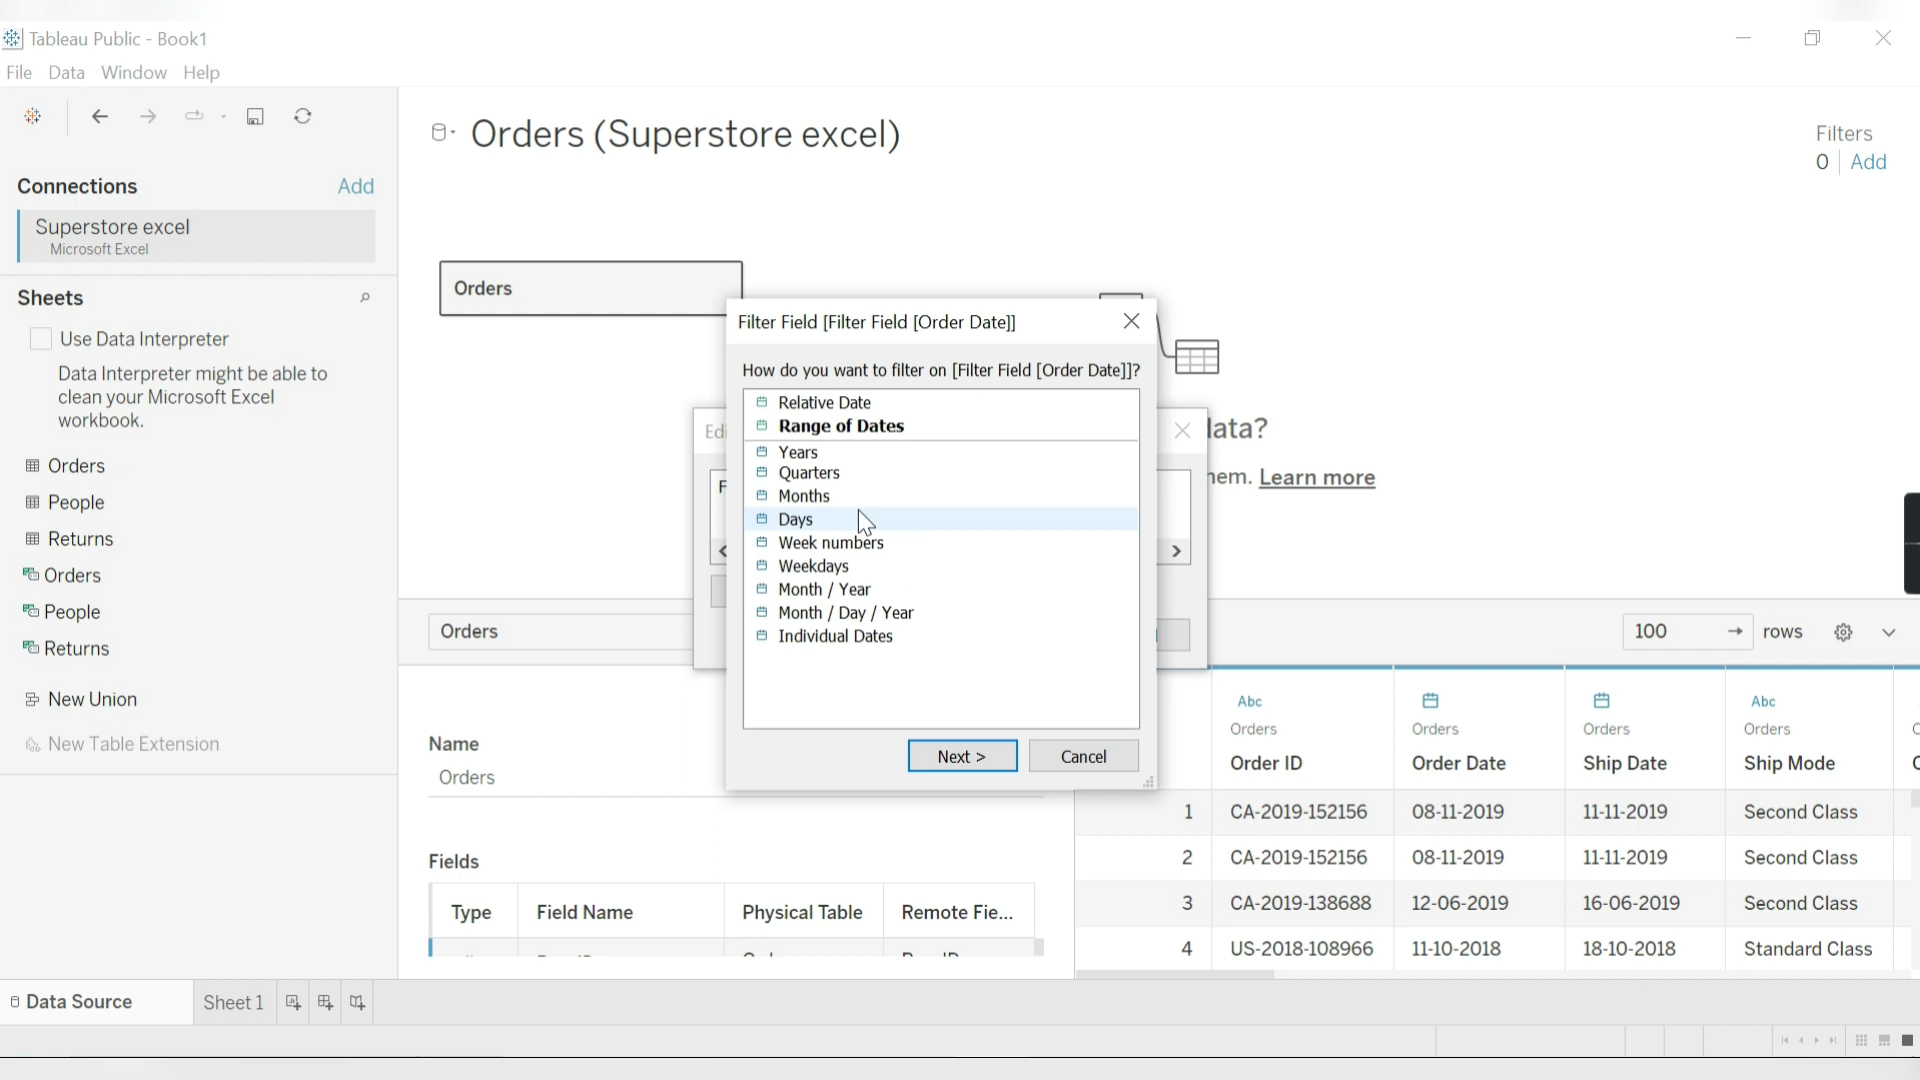 Tableau Public - Book1
File Data Window Help
Connections Add
Superstore excel
Microsoft Excel
Sheets
Use Data Interpreter
Data Interpreter might be able to
clean your Microsoft Excel
workbook.
Orders
People
Returns
Orders
People
Returns
New Union
New Table Extension
Orders (Superstore excel)
Filters
0 Add
Orders
Filter Field [Filter Field [Order Date]]
How do you want to filter on [Filter Field [Order Date]]?
Relative Date
Range of Dates
Years
Quarters
Months
Days
Week numbers
Weekdays
Month / Year
Month / Day / Year
Individual Dates
Next >
Cancel
Learn more
Orders
100 → rows
Name
Orders
Fields
Type Field Name Physical Table Remote Fie...
Abc Abc
Orders Orders Orders Orders
Order ID Order Date Ship Date Ship Mode
1 CA-2019-152156 08-11-2019 11-11-2019 Second Class
2 CA-2019-152156 08-11-2019 11-11-2019 Second Class
3 CA-2019-138688 12-06-2019 16-06-2019 Second Class
4 US-2018-108966 11-10-2018 18-10-2018 Standard Class
Data Source Sheet 1